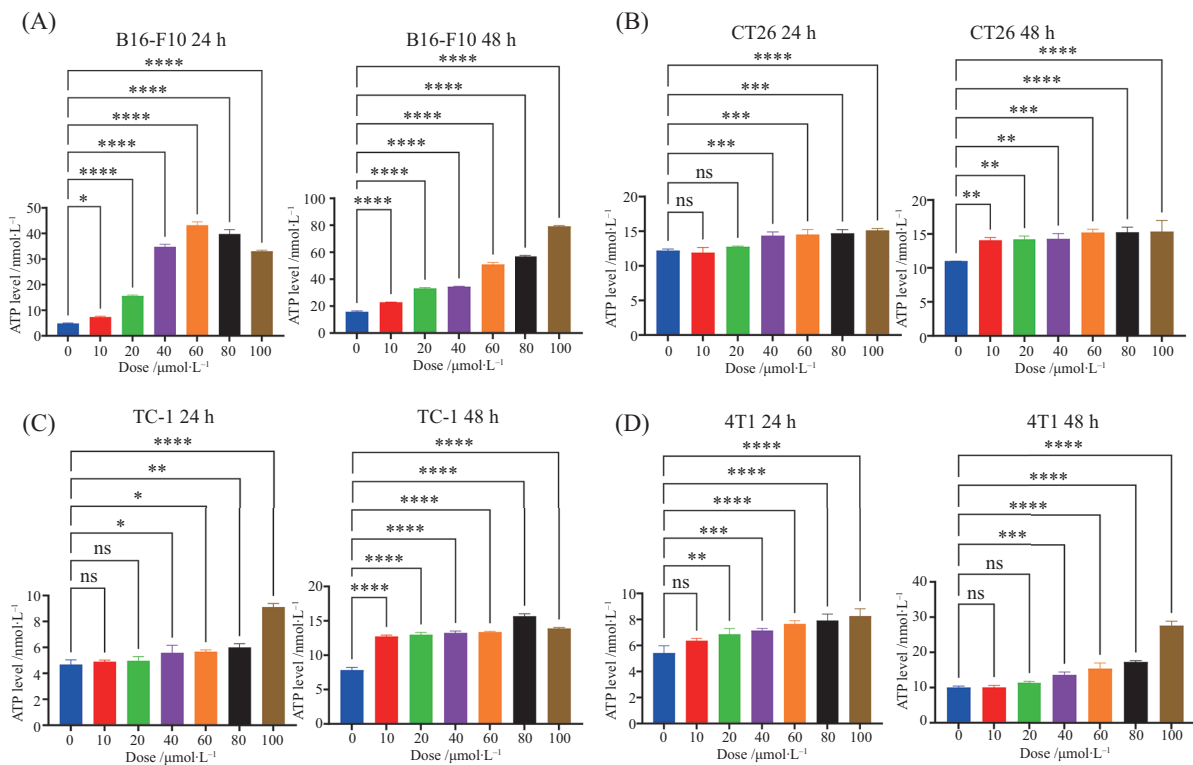 (A)
B16-F10 24 h
****
****
****
****
****
*
50
40
30
20
10
0
ATP level /nmol·L⁻¹
0 10 20 40 60 80 100
Dose /μmol·L⁻¹
B16-F10 48 h
****
****
****
****
****
****
100
80
60
40
20
0
ATP level /nmol·L⁻¹
0 10 20 40 60 80 100
Dose /μmol·L⁻¹
(B)
CT26 24 h
****
***
***
***
ns
ns
20
15
10
5
0
ATP level /nmol·L⁻¹
0 10 20 40 60 80 100
Dose /μmol·L⁻¹
CT26 48 h
****
****
***
**
**
**
20
15
10
5
0
ATP level /nmol·L⁻¹
0 10 20 40 60 80 100
Dose /μmol·L⁻¹
(C)
TC-1 24 h
****
**
*
*
ns
ns
10
8
6
4
2
0
ATP level /nmol·L⁻¹
0 10 20 40 60 80 100
Dose /μmol·L⁻¹
TC-1 48 h
****
****
****
****
****
****
20
15
10
5
0
ATP level /nmol·L⁻¹
0 10 20 40 60 80 100
Dose /μmol·L⁻¹
(D)
4T1 24 h
****
****
****
***
**
ns
10
8
6
4
2
0
ATP level /nmol·L⁻¹
0 10 20 40 60 80 100
Dose /μmol·L⁻¹
4T1 48 h
****
****
****
***
ns
ns
40
30
20
10
0
ATP level /nmol·L⁻¹
0 10 20 40 60 80 100
Dose /μmol·L⁻¹